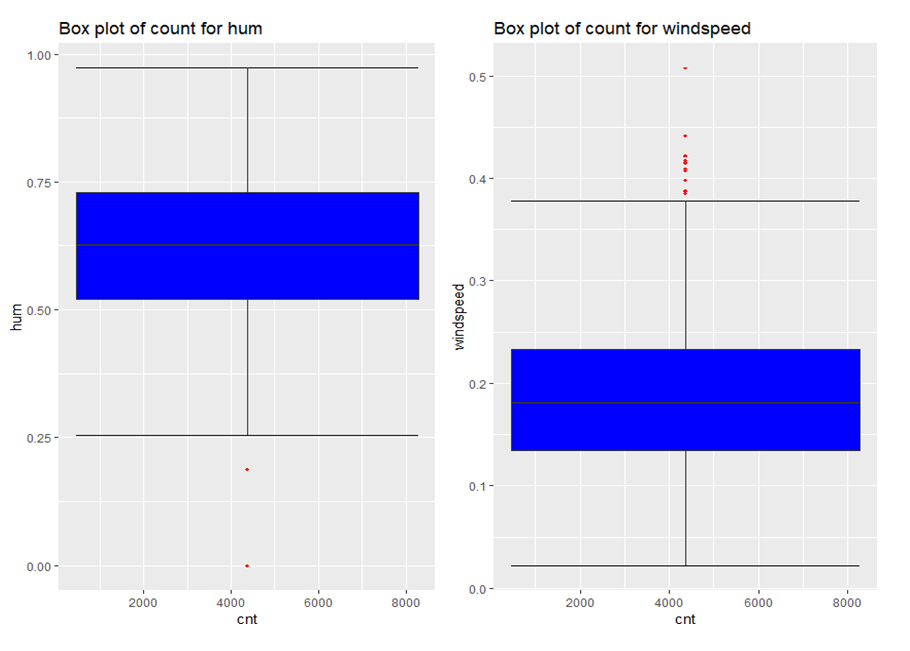 Box plot of count for hum
1.00
0.75
0.50
0.25
0.00
hum
2000 4000 6000 8000
cnt
Box plot of count for windspeed
0.5
0.4
0.3
0.2
0.1
0.0
windspeed
2000 4000 6000 8000
cnt